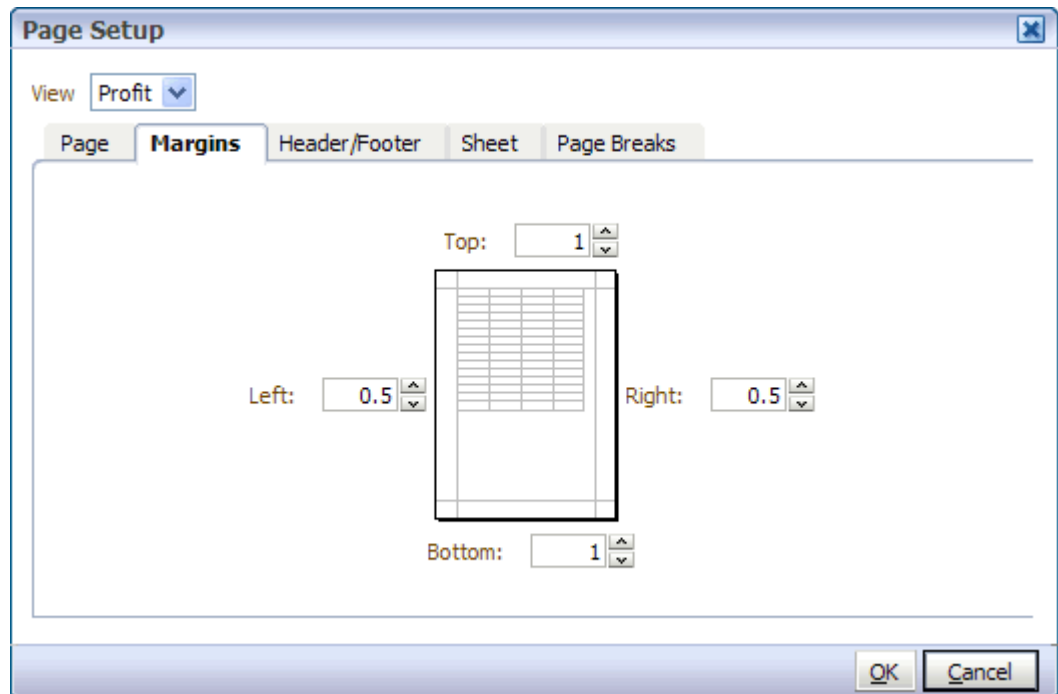 Page Setup
View Profit
Page Margins Header/Footer Sheet Page Breaks
Top: 1
Left: 0.5 Right: 0.5
Bottom: 1
OK Cancel